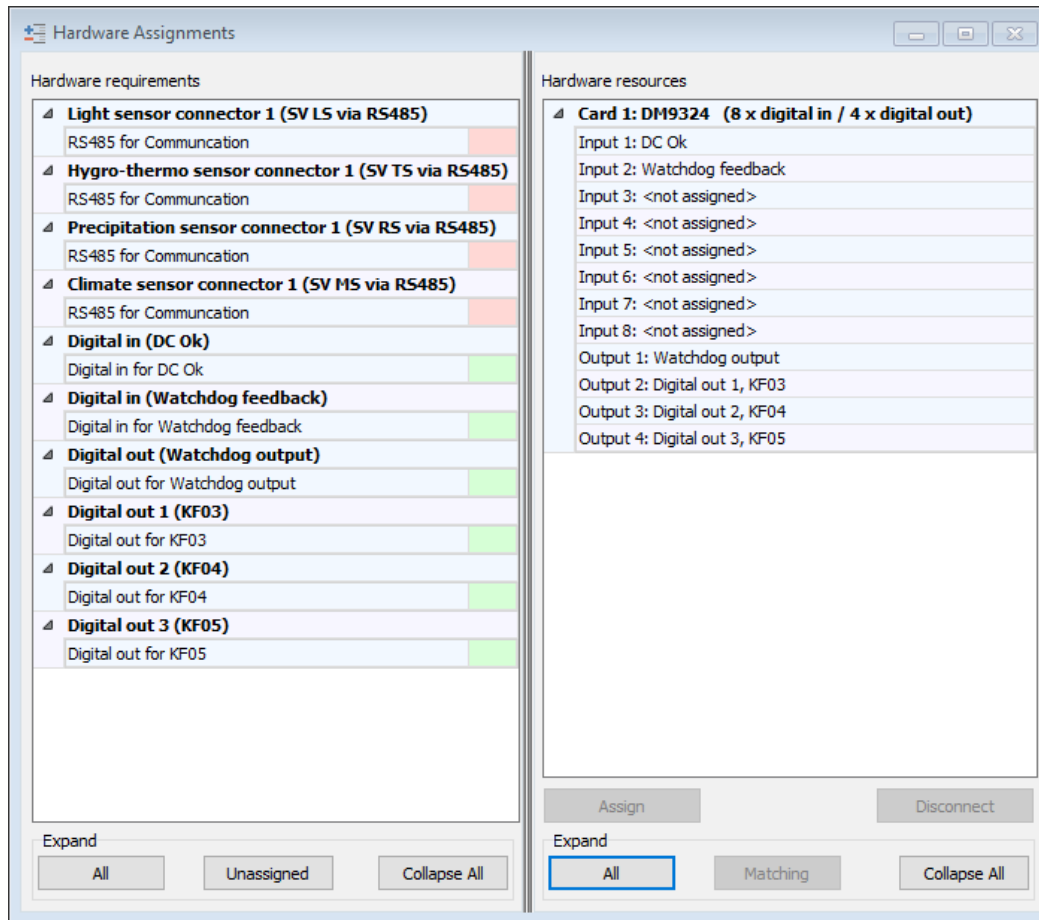 Hardware Assignments
Hardware requirements
Light sensor connector 1 (SV LS via RS485)
RS485 for Communcation
Hygro-thermo sensor connector 1 (SV TS via RS485)
RS485 for Communcation
Precipitation sensor connector 1 (SV RS via RS485)
RS485 for Communcation
Climate sensor connector 1 (SV MS via RS485)
RS485 for Communcation
Digital in (DC Ok)
Digital in for DC Ok
Digital in (Watchdog feedback)
Digital in for Watchdog feedback
Digital out (Watchdog output)
Digital out for Watchdog output
Digital out 1 (KF03)
Digital out for KF03
Digital out 2 (KF04)
Digital out for KF04
Digital out 3 (KF05)
Digital out for KF05
Expand
All Unassigned Collapse All
Hardware resources
Card 1: DM9324 (8 x digital in / 4 x digital out)
Input 1: DC Ok
Input 2: Watchdog feedback
Input 3: <not assigned>
Input 4: <not assigned>
Input 5: <not assigned>
Input 6: <not assigned>
Input 7: <not assigned>
Input 8: <not assigned>
Output 1: Watchdog output
Output 2: Digital out 1, KF03
Output 3: Digital out 2, KF04
Output 4: Digital out 3, KF05
Assign Disconnect
Expand
All Matching Collapse All